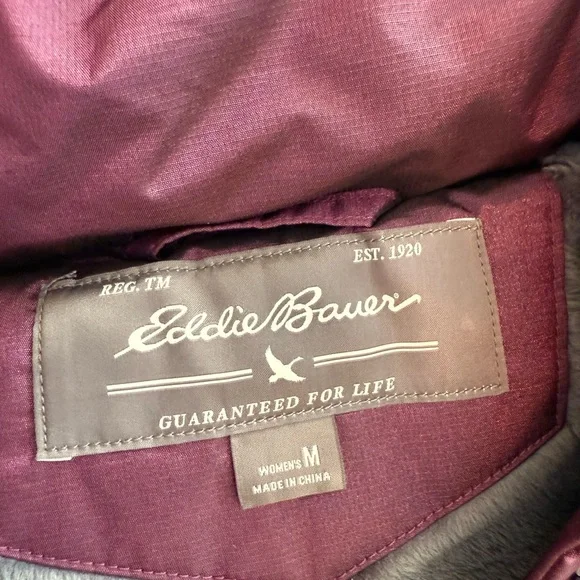 REG. TM
EST. 1920
Eddie Bauer®
GUARANTEED FOR LIFE
WOMEN'S M
MADE IN CHINA